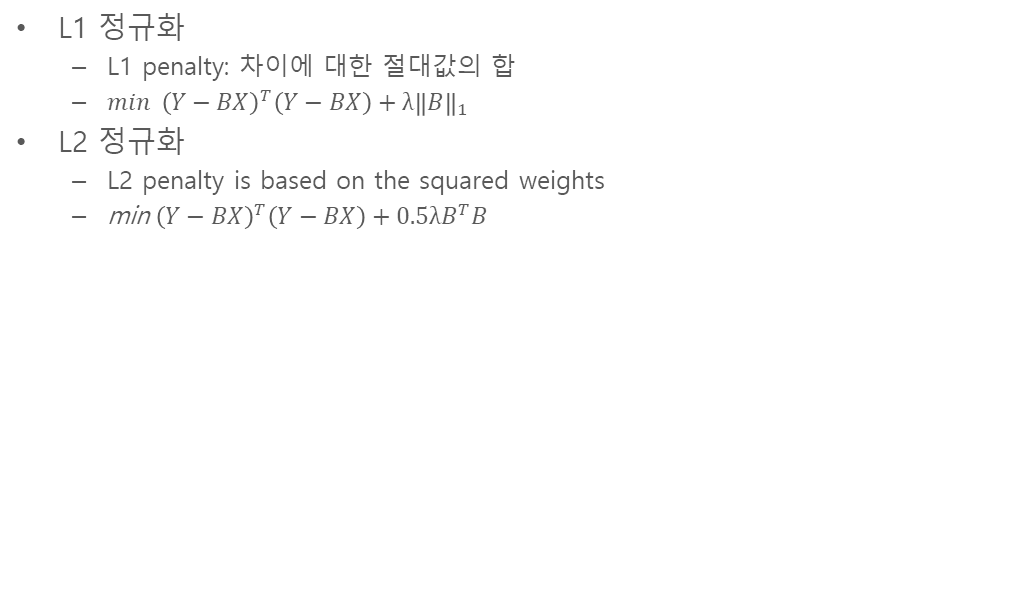 • L1 정규화
– L1 penalty: 차이에 대한 절대값의 합
– min (Y − BX)ᵀ(Y − BX) + λ‖B‖₁
• L2 정규화
– L2 penalty is based on the squared weights
– min (Y − BX)ᵀ(Y − BX) + 0.5λBᵀB